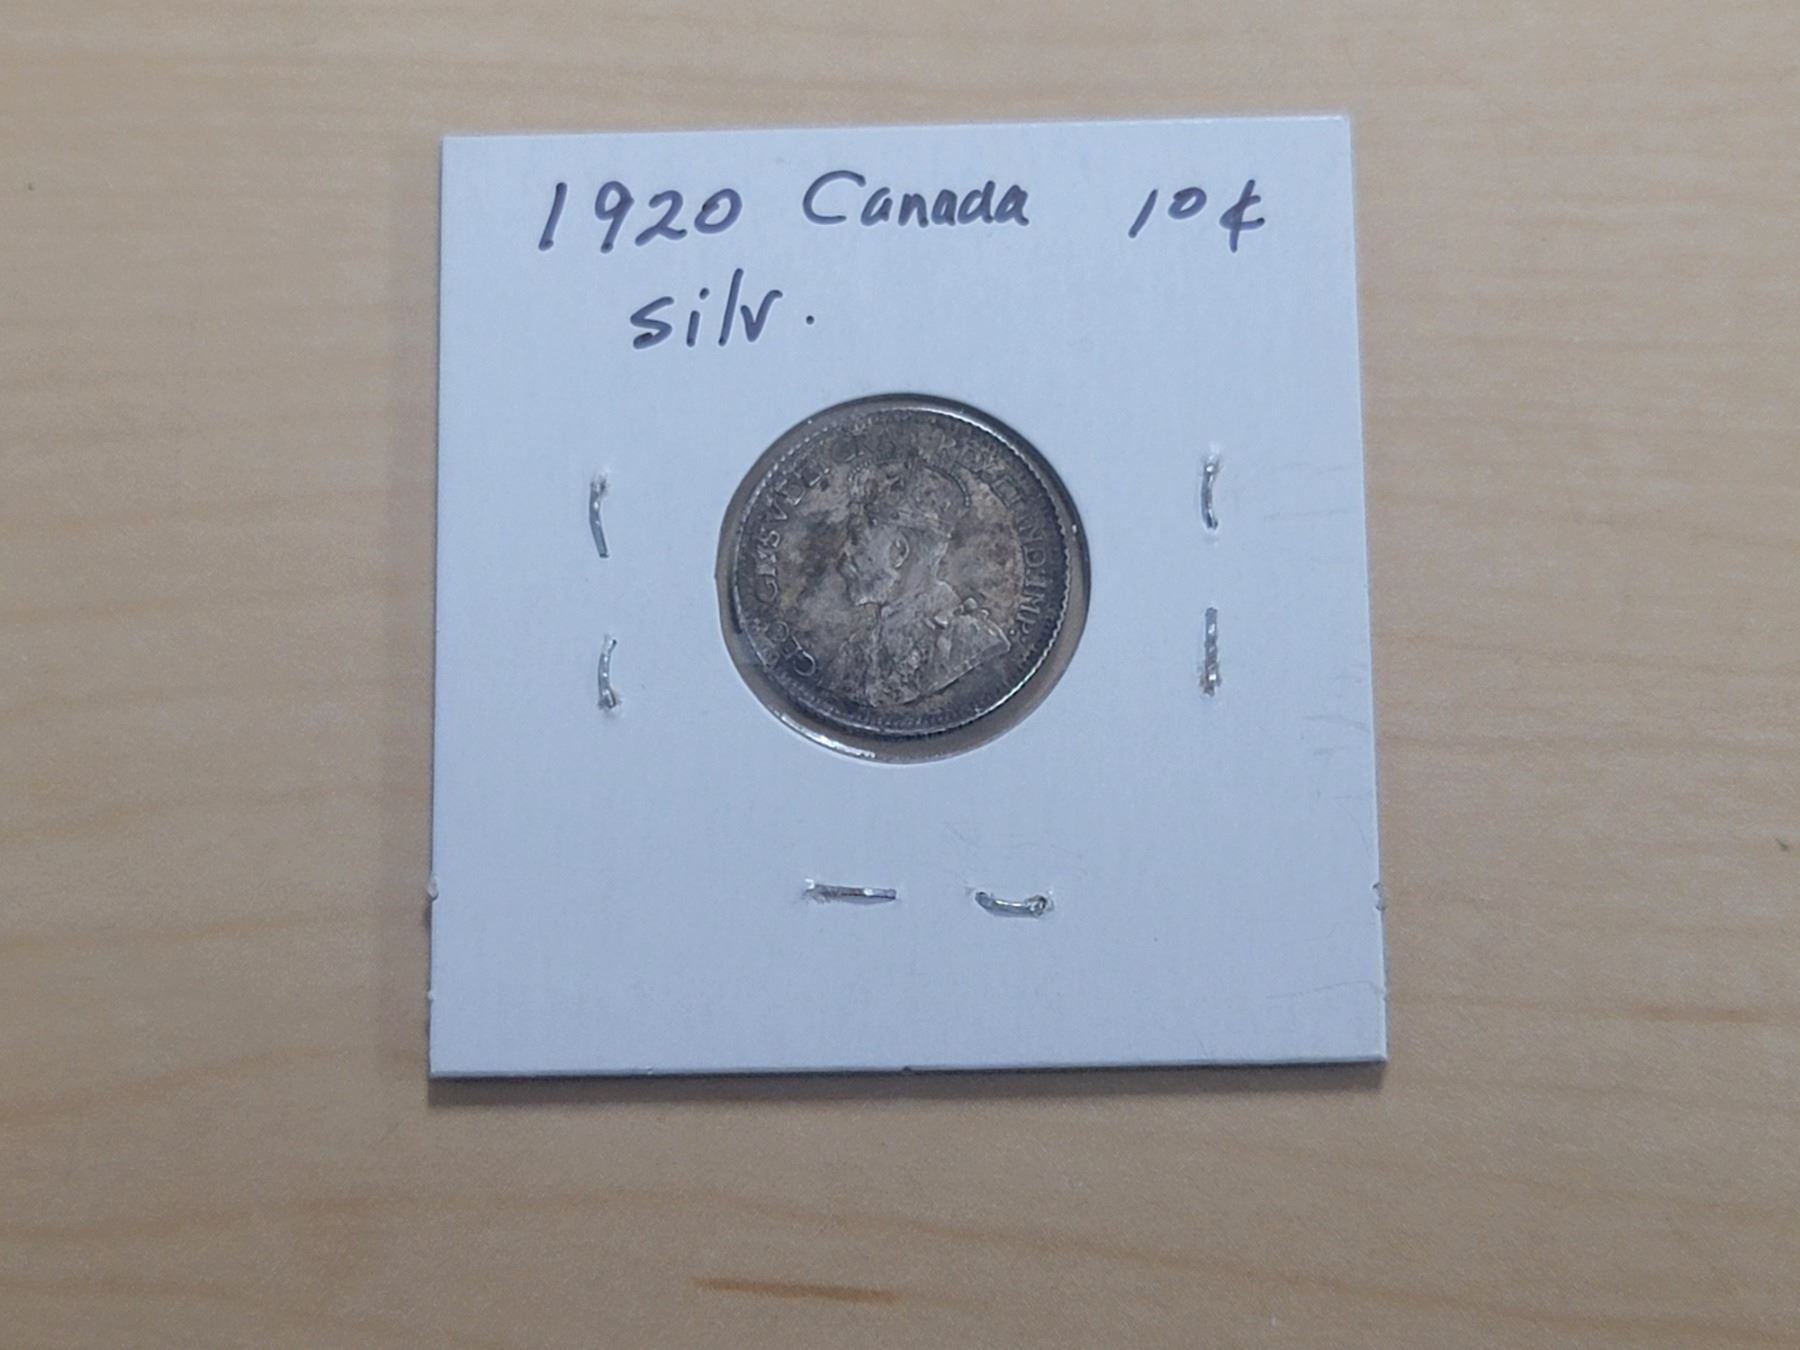 1920 Canada 10¢
silv.
GEORGIVS V DEI GRA: REX ET IND: IMP: